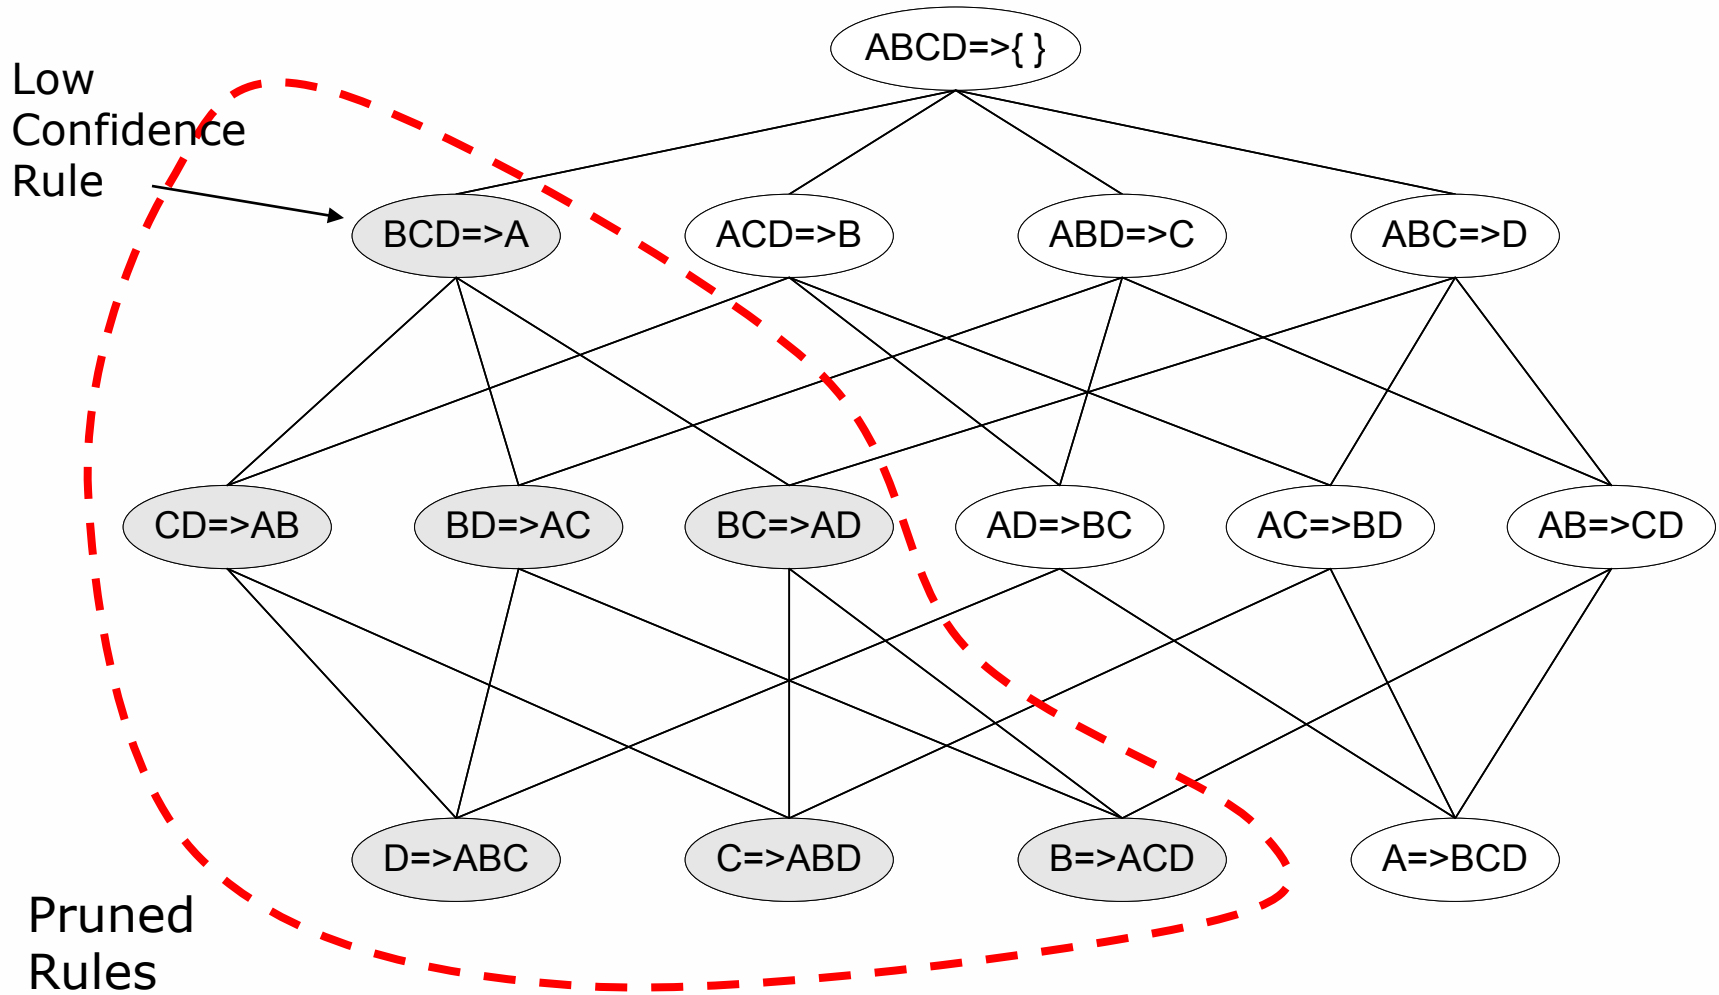 ABCD=>{ }
Low
Confidence
Rule
BCD=>A
ACD=>B
ABD=>C
ABC=>D
CD=>AB
BD=>AC
BC=>AD
AD=>BC
AC=>BD
AB=>CD
D=>ABC
C=>ABD
B=>ACD
A=>BCD
Pruned
Rules